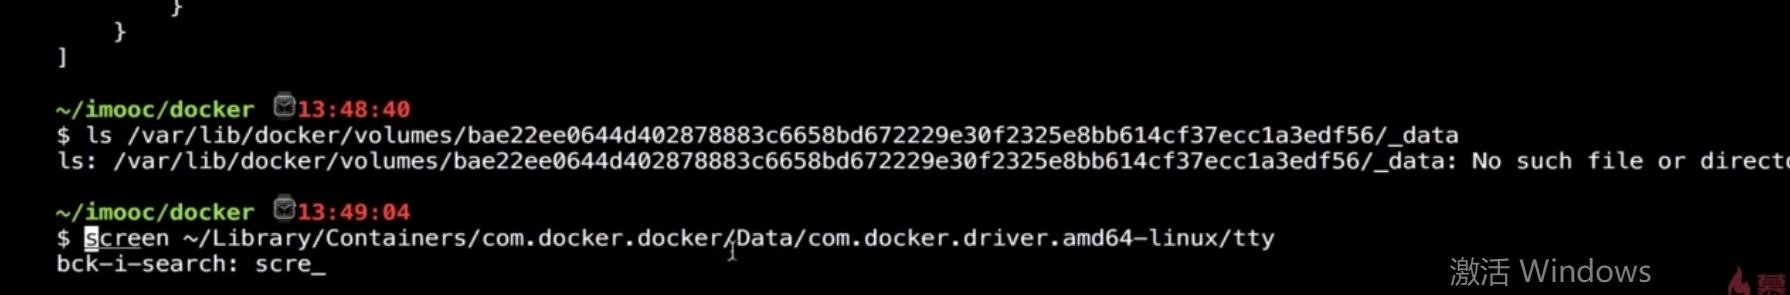 }
}
]
~/imooc/docker 13:48:40
$ ls /var/lib/docker/volumes/bae22ee0644d402878883c6658bd672229e30f2325e8bb614cf37ecc1a3edf56/_data
ls: /var/lib/docker/volumes/bae22ee0644d402878883c6658bd672229e30f2325e8bb614cf37ecc1a3edf56/_data: No such file or directo
~/imooc/docker 13:49:04
$ screen ~/Library/Containers/com.docker.docker/Data/com.docker.driver.amd64-linux/tty
bck-i-search: scre_
激活 Windows
慕